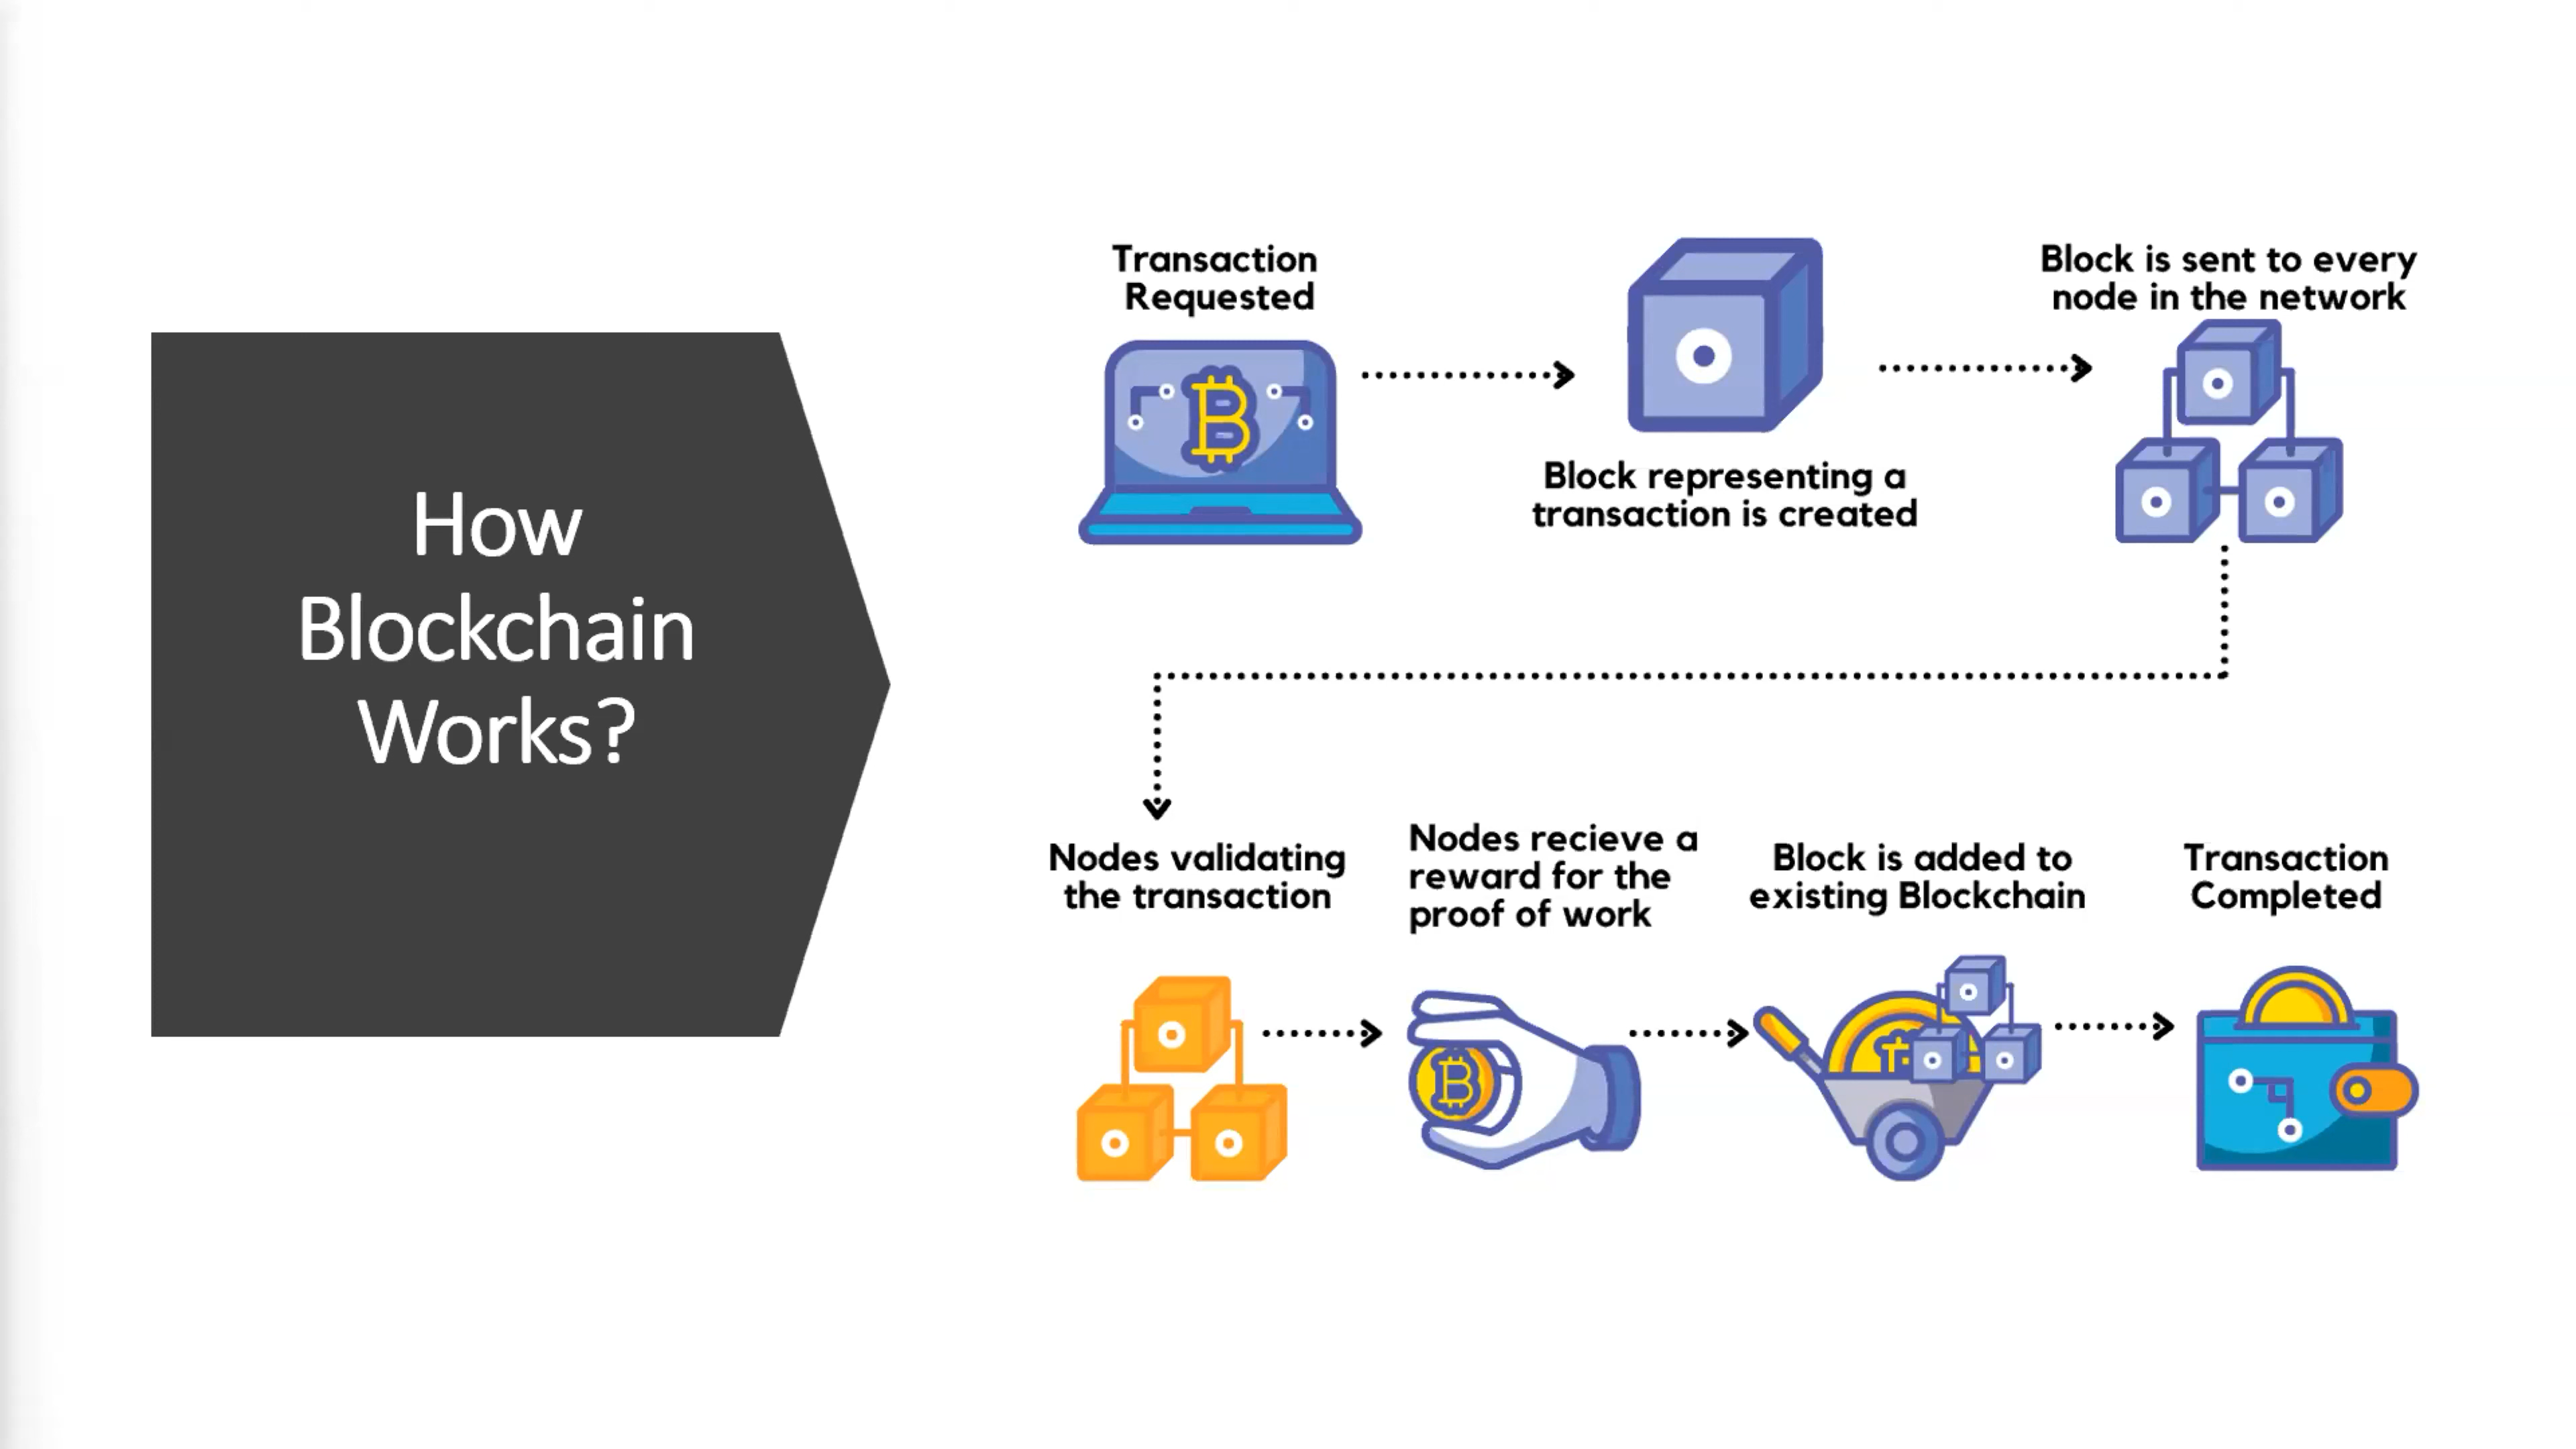 How
Blockchain
Works?
Transaction
Requested
Block representing a
transaction is created
Block is sent to every
node in the network
Nodes validating
the transaction
Nodes recieve a
reward for the
proof of work
Block is added to
existing Blockchain
Transaction
Completed